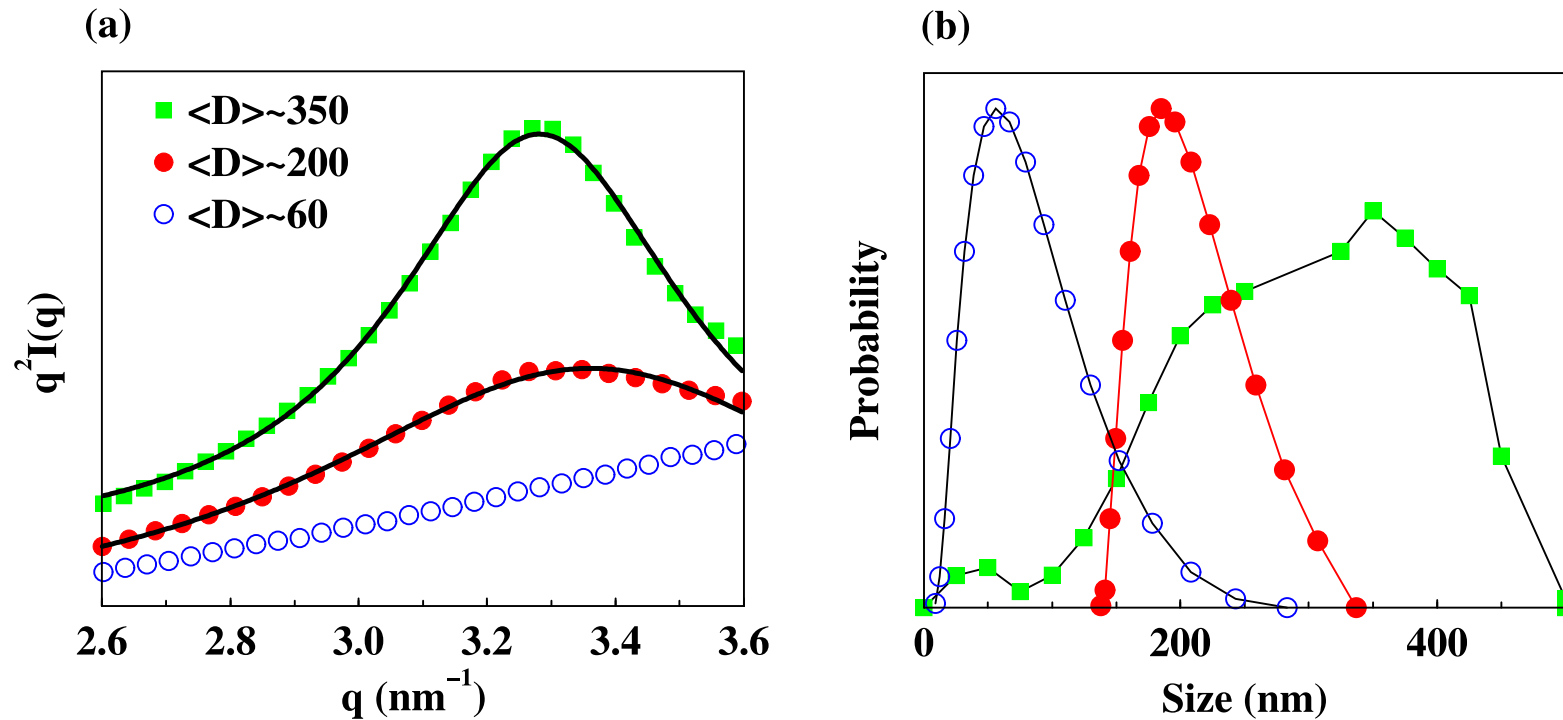 (a)
<D>~350
<D>~200
<D>~60
q²I(q)
2.6 2.8 3.0 3.2 3.4 3.6
q (nm⁻¹)
(b)
Probability
0 200 400
Size (nm)